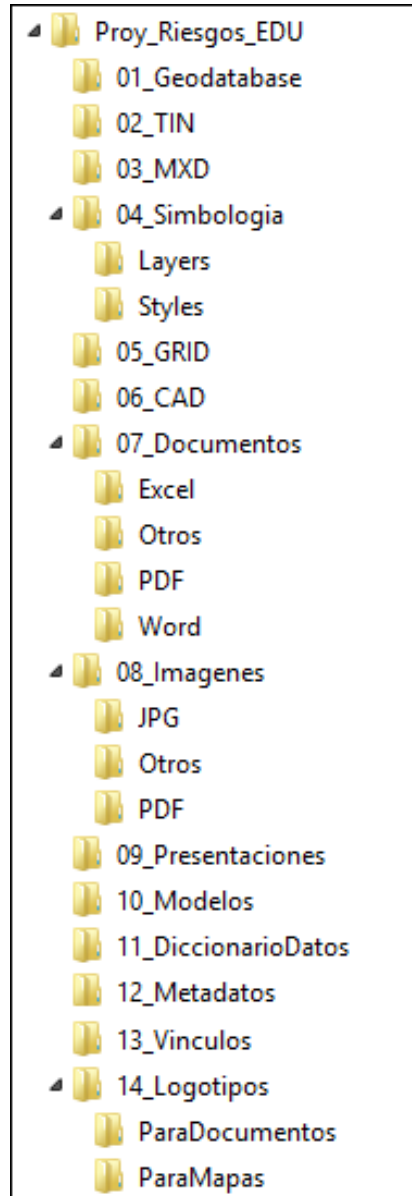 Proy_Riesgos_EDU
01_Geodatabase
02_TIN
03_MXD
04_Simbologia
Layers
Styles
05_GRID
06_CAD
07_Documentos
Excel
Otros
PDF
Word
08_Imagenes
JPG
Otros
PDF
09_Presentaciones
10_Modelos
11_DiccionarioDatos
12_Metadatos
13_Vinculos
14_Logotipos
ParaDocumentos
ParaMapas